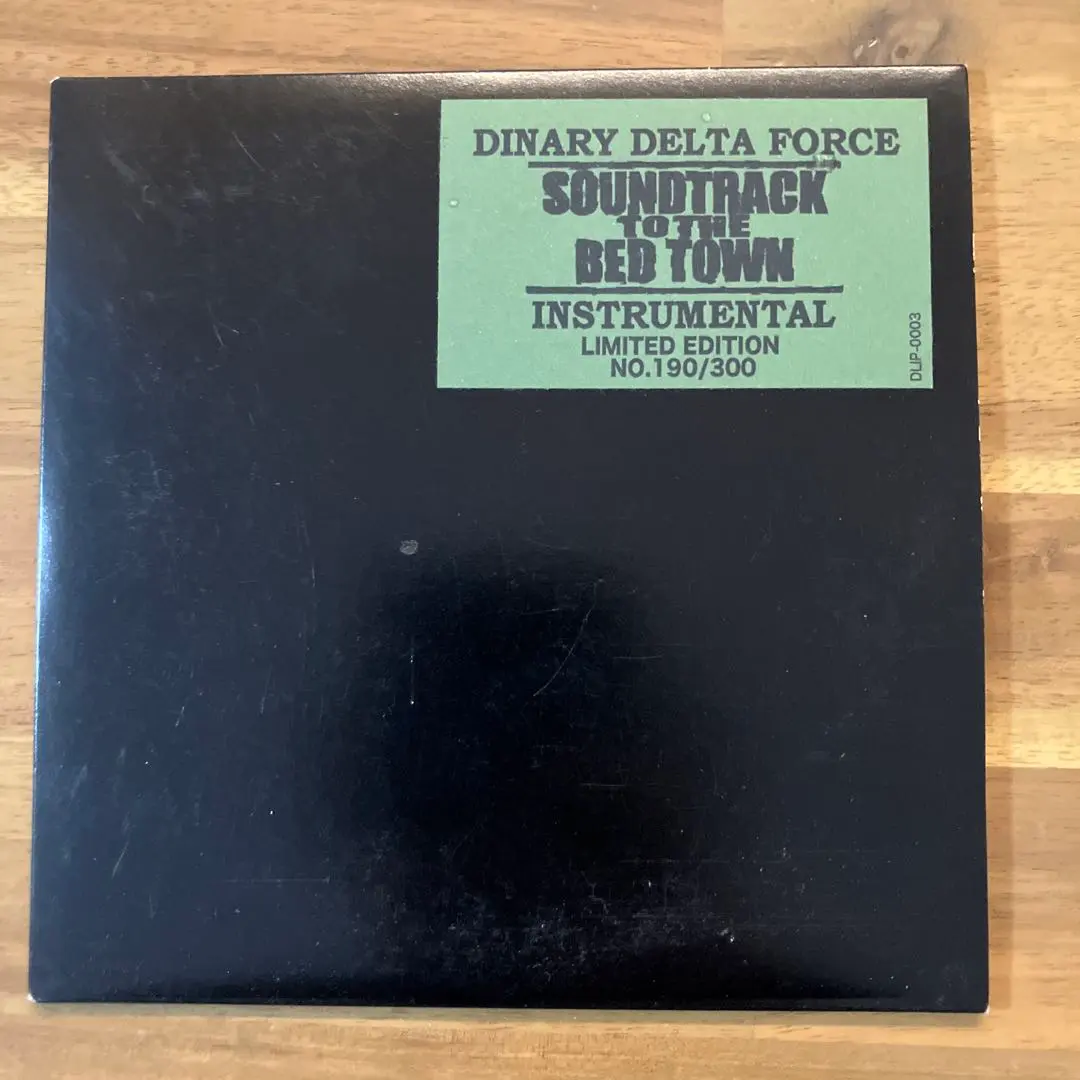 DINARY DELTA FORCE
SOUNDTRACK
TO THE
BED TOWN
INSTRUMENTAL
LIMITED EDITION
NO.190/300
DLIP-0003